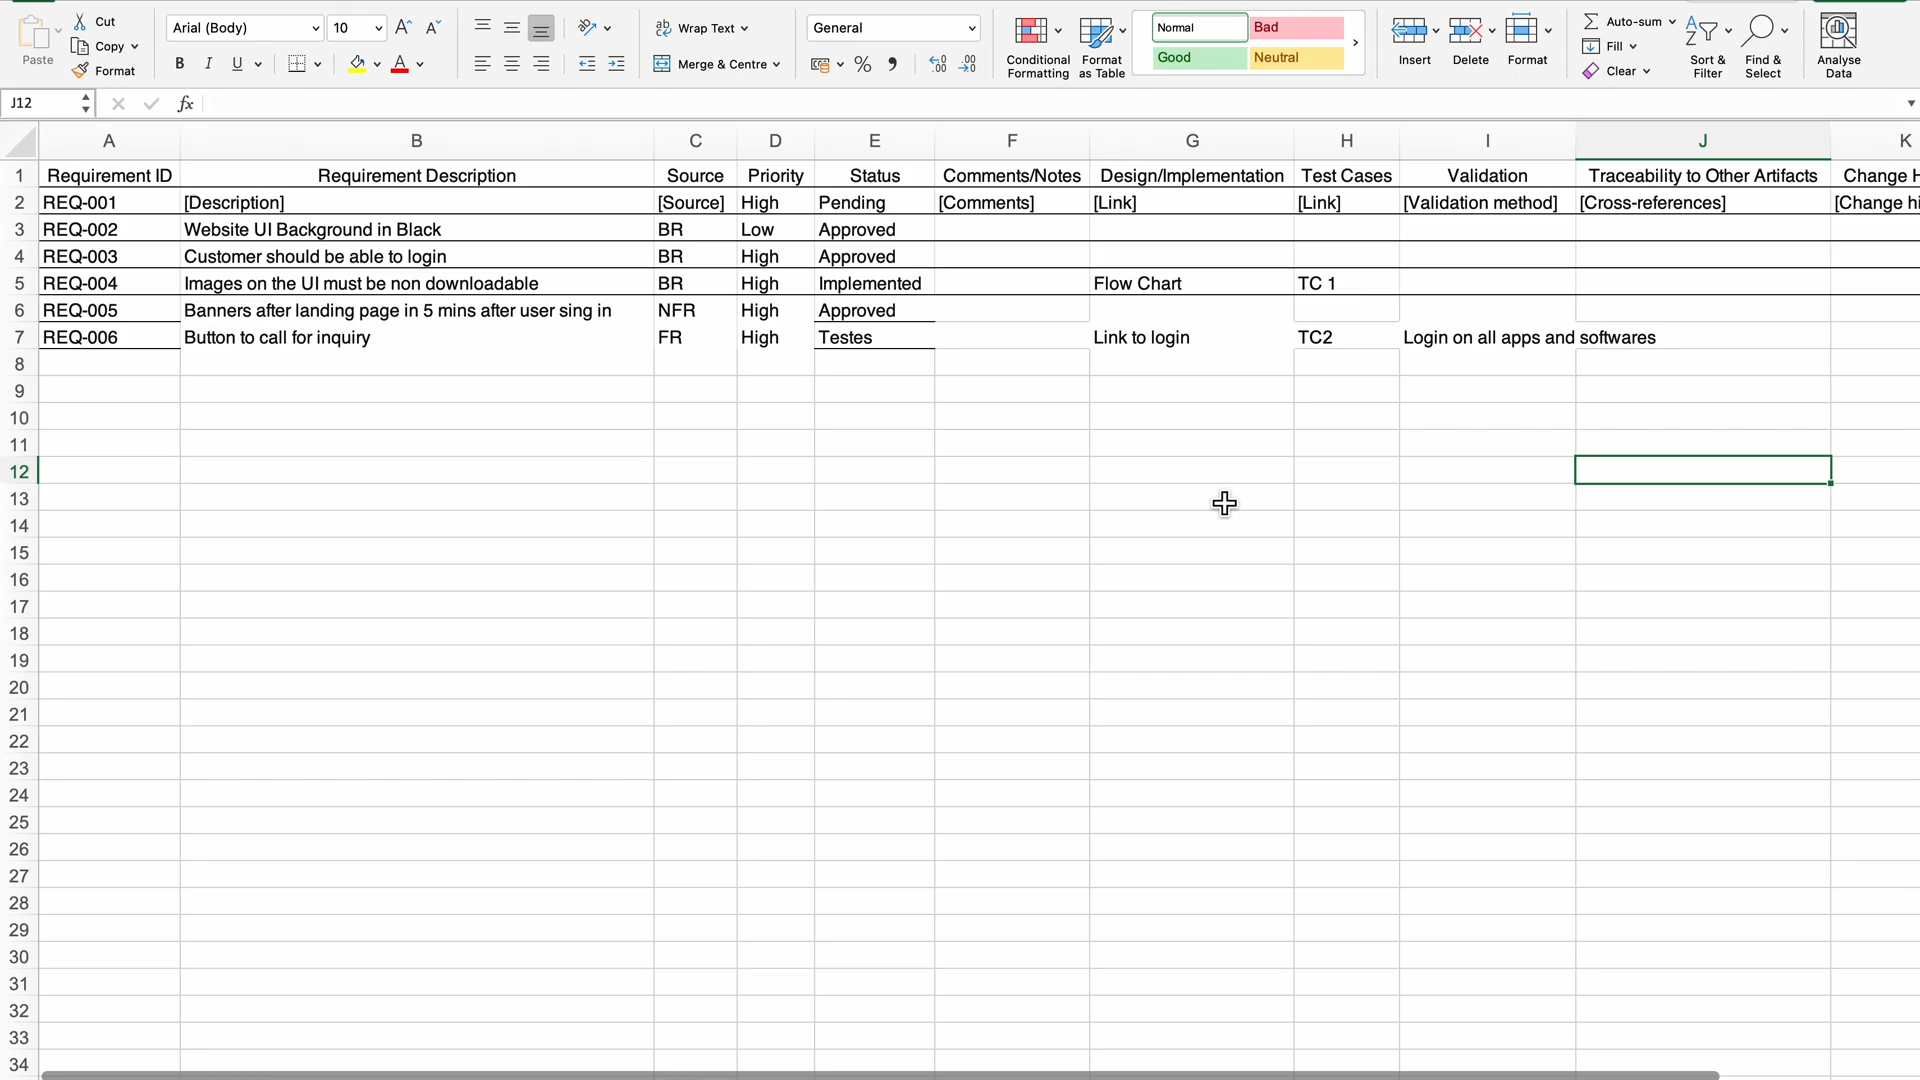 Cut
Copy
Format
Paste
Arial (Body)
10
A^
A
B I U
A
ab Wrap Text
Merge & Centre
General
%
Conditional Formatting
Format as Table
Normal
Bad
Good
Neutral
Insert
Delete
Format
Auto-sum
Fill
Clear
Sort & Filter
Find & Select
Analyse Data
J12
fx
A B C D E F G H I J K
1 Requirement ID Requirement Description Source Priority Status Comments/Notes Design/Implementation Test Cases Validation Traceability to Other Artifacts Change H
2 REQ-001 [Description] [Source] High Pending [Comments] [Link] [Link] [Validation method] [Cross-references] [Change hi
3 REQ-002 Website UI Background in Black BR Low Approved
4 REQ-003 Customer should be able to login BR High Approved
5 REQ-004 Images on the UI must be non downloadable BR High Implemented Flow Chart TC 1
6 REQ-005 Banners after landing page in 5 mins after user sing in NFR High Approved
7 REQ-006 Button to call for inquiry FR High Testes Link to login TC2 Login on all apps and softwares
8
9
10
11
12
13
14
15
16
17
18
19
20
21
22
23
24
25
26
27
28
29
30
31
32
33
34